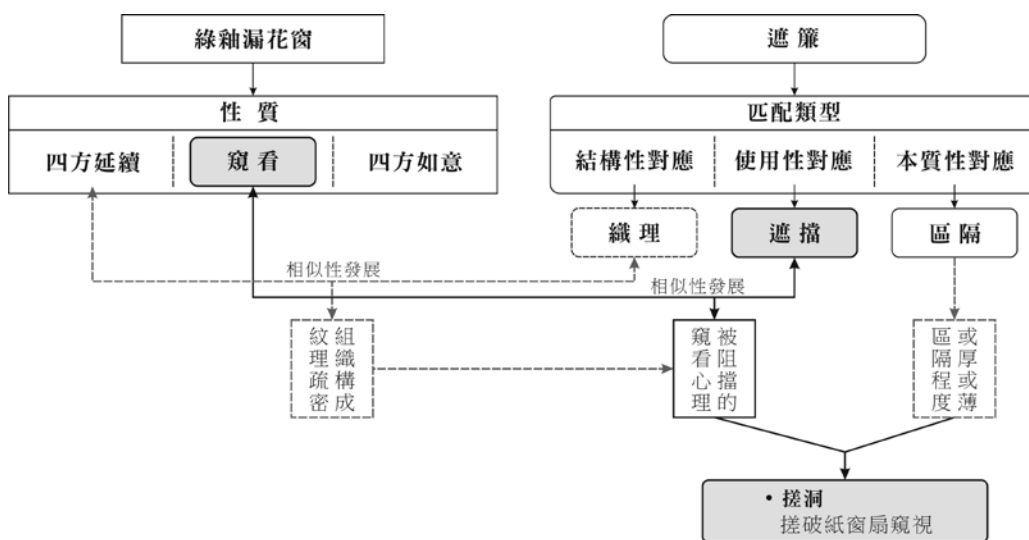 綠釉漏花窗
遮簾
性質
匹配類型
四方延續
窺看
四方如意
結構性對應
使用性對應
本質性對應
織理
遮擋
區隔
相似性發展
相似性發展
組織構成
紋理疏密
被阻擋的
窺看心理
或厚或薄
區隔程度
• 搓洞
搓破紙窗扇窺視